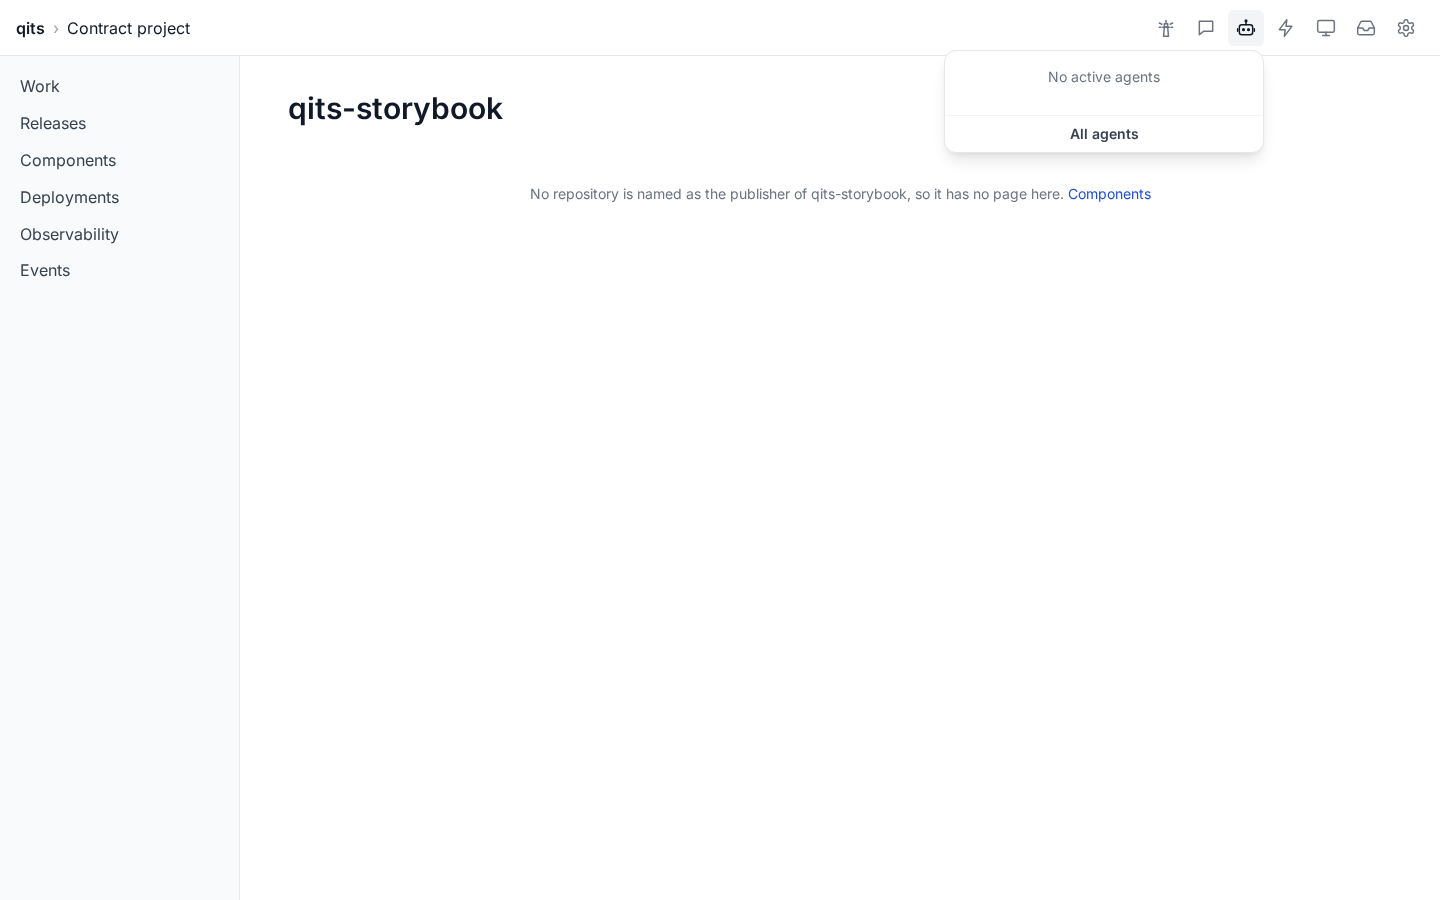 qits › Contract project
Work
Releases
Components
Deployments
Observability
Events
qits-storybook
No active agents
All agents
No repository is named as the publisher of qits-storybook, so it has no page here. Components